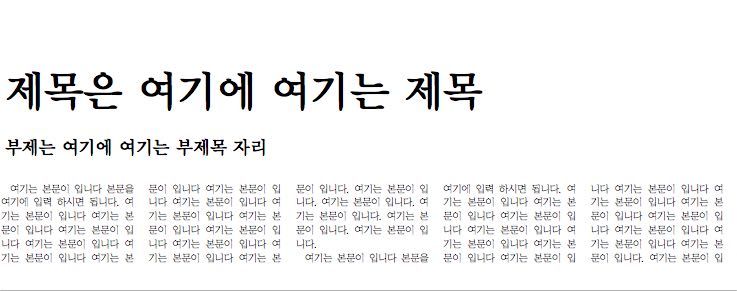 제목은 여기에 여기는 제목
부제는 여기에 여기는 부제목 자리
여기는 본문이 입니다 본문을
여기에 입력 하시면 됩니다. 여
기는 본문이 입니다 여기는 본
문이 입니다 여기는 본문이 입
니다 여기는 본문이 입니다 여
기는 본문이 입니다 여기는 본
문이 입니다 여기는 본문이 입
니다 여기는 본문이 입니다 여
기는 본문이 입니다 여기는 본
문이 입니다 여기는 본문이 입
니다 여기는 본문이 입니다 여
기는 본문이 입니다 여기는 본
문이 입니다. 여기는 본문이 입
니다. 여기는 본문이 입니다. 여
기는 본문이 입니다. 여기는 본
문이 입니다 여기는 본문이 입
니다.
여기는 본문이 입니다 본문을
여기에 입력 하시면 됩니다. 여
기는 본문이 입니다 여기는 본
문이 입니다 여기는 본문이 입
니다 여기는 본문이 입니다 여
기는 본문이 입니다 여기는 본
문이 입니다 여기는 본문이 입
니다 여기는 본문이 입니다 여
기는 본문이 입니다 여기는 본
문이 입니다 여기는 본문이 입
니다 여기는 본문이 입니다 여
기는 본문이 입니다 여기는 본
문이 입니다. 여기는 본문이 입